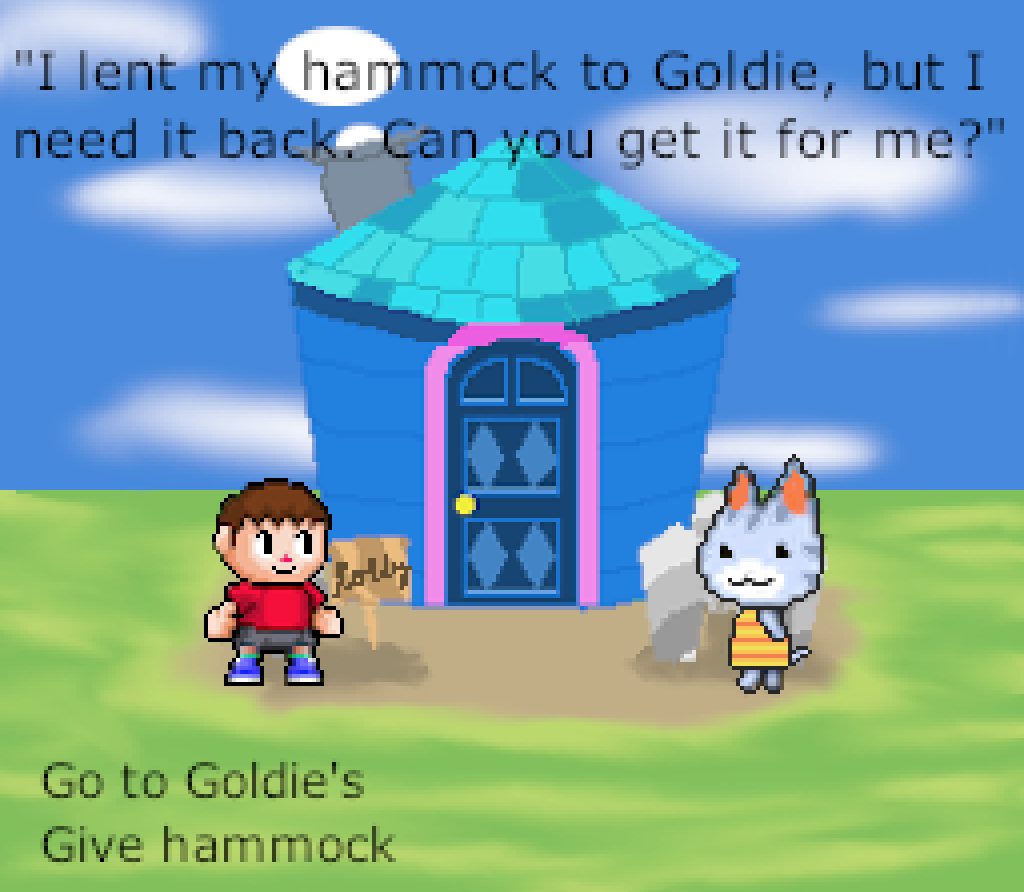 "I lent my hammock to Goldie, but I
need it back. Can you get it for me?"
Go to Goldie's
Give hammock